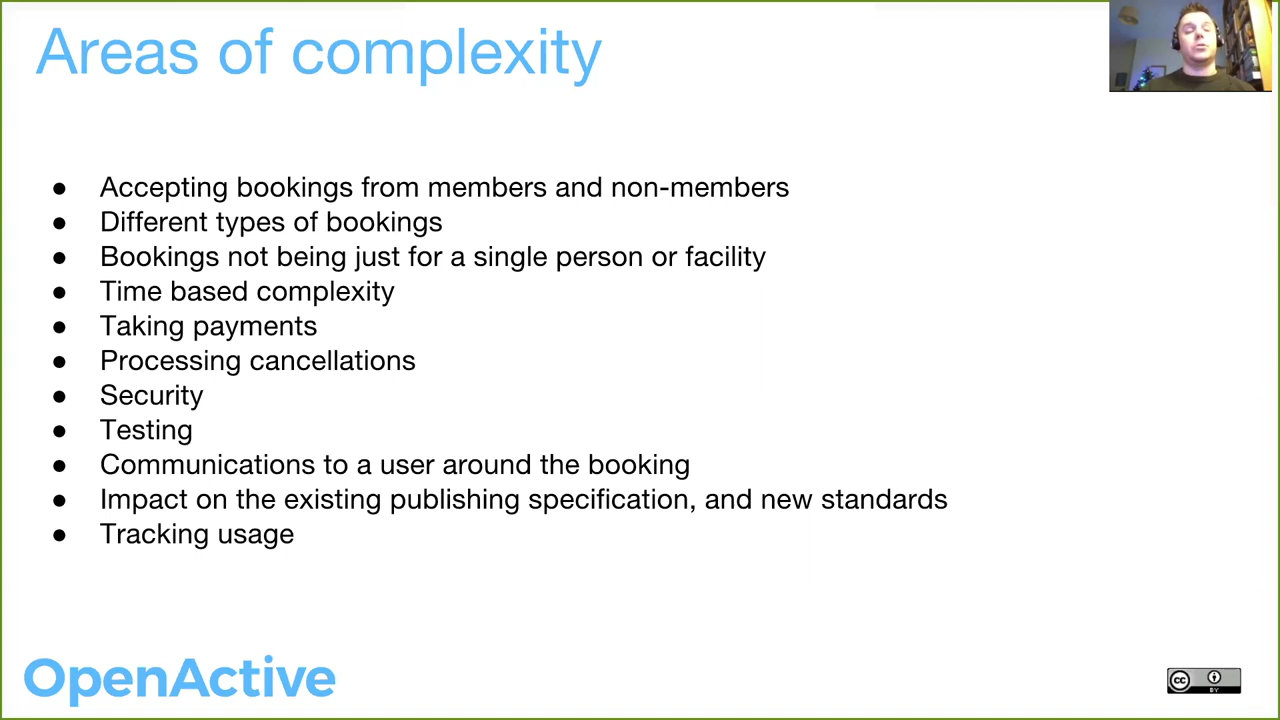 Areas of complexity
● Accepting bookings from members and non-members
● Different types of bookings
● Bookings not being just for a single person or facility
● Time based complexity
● Taking payments
● Processing cancellations
● Security
● Testing
● Communications to a user around the booking
● Impact on the existing publishing specification, and new standards
● Tracking usage
OpenActive
cc
BY